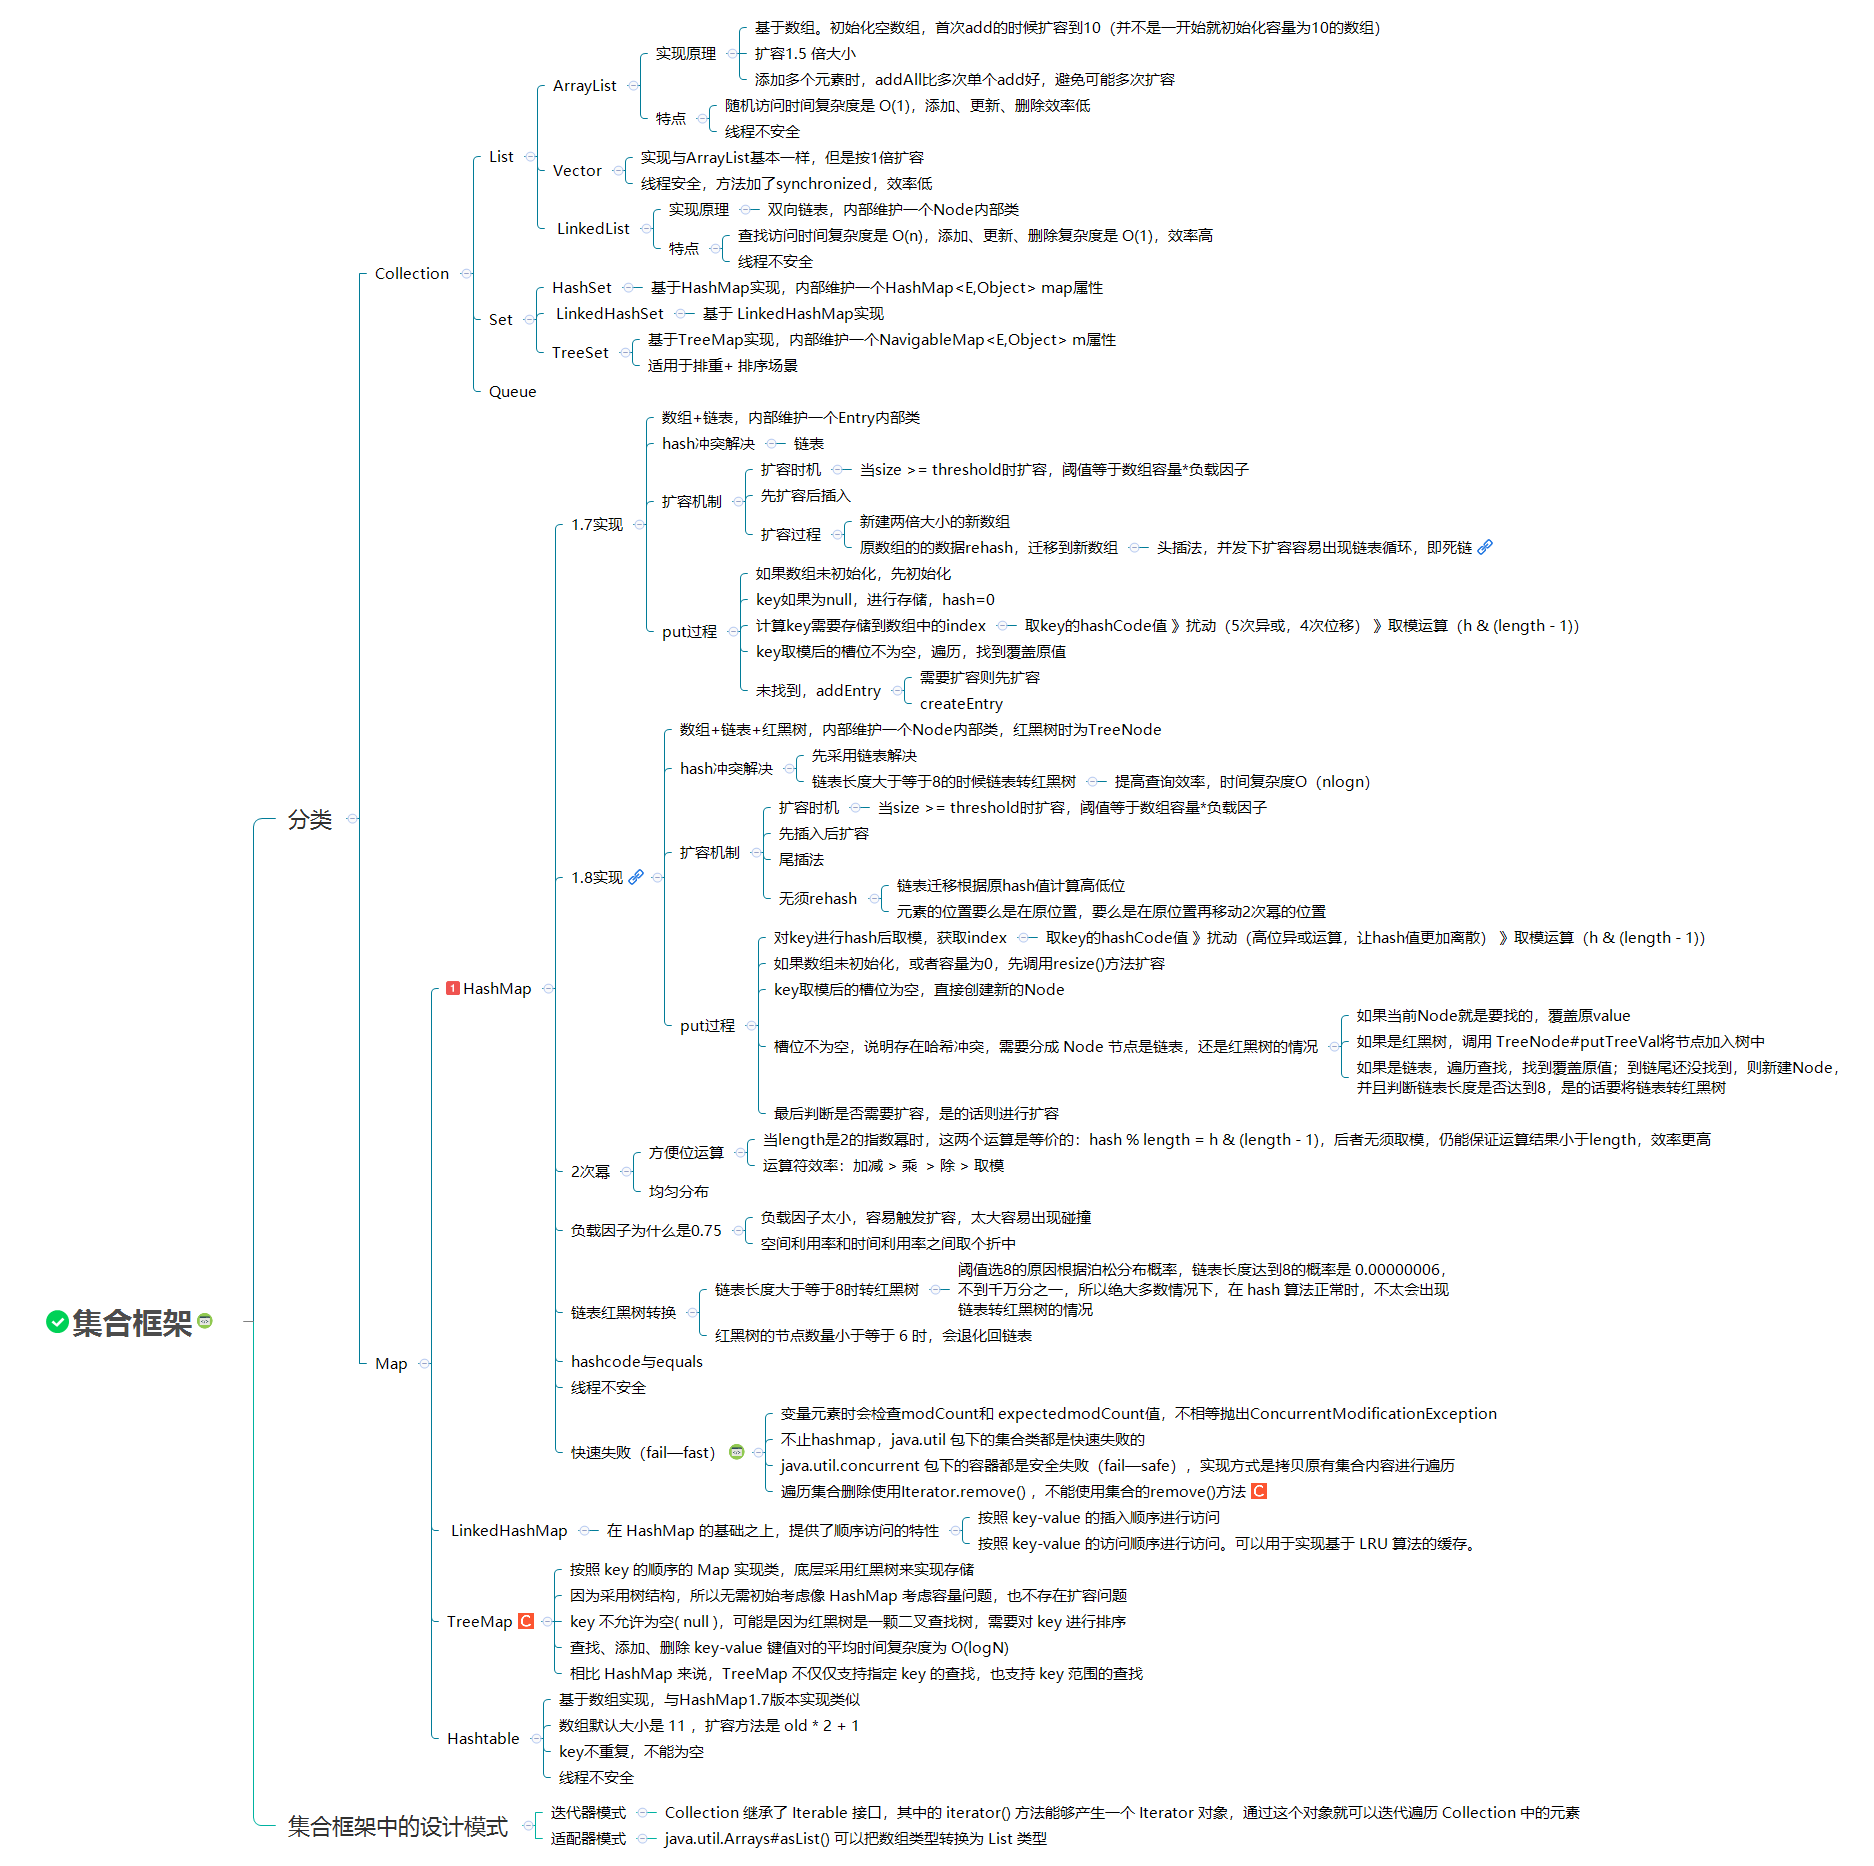 集合框架
分类
Collection
List
ArrayList
实现原理
基于数组。初始化空数组，首次add的时候扩容到10（并不是一开始就初始化容量为10的数组）
扩容1.5 倍大小
添加多个元素时，addAll比多次单个add好，避免可能多次扩容
特点
随机访问时间复杂度是 O(1)，添加、更新、删除效率低
线程不安全
Vector
实现与ArrayList基本一样，但是按1倍扩容
线程安全，方法加了synchronized，效率低
LinkedList
实现原理
双向链表，内部维护一个Node内部类
特点
查找访问时间复杂度是 O(n)，添加、更新、删除复杂度是 O(1)，效率高
线程不安全
Set
HashSet
基于HashMap实现，内部维护一个HashMap<E,Object> map属性
LinkedHashSet
基于 LinkedHashMap实现
TreeSet
基于TreeMap实现，内部维护一个NavigableMap<E,Object> m属性
适用于排重+ 排序场景
Queue
Map
1
HashMap
1.7实现
数组+链表，内部维护一个Entry内部类
hash冲突解决
链表
扩容机制
扩容时机
当size >= threshold时扩容，阈值等于数组容量*负载因子
先扩容后插入
扩容过程
新建两倍大小的新数组
原数组的的数据rehash，迁移到新数组
头插法，并发下扩容容易出现链表循环，即死链
put过程
如果数组未初始化，先初始化
key如果为null，进行存储，hash=0
计算key需要存储到数组中的index
取key的hashCode值 》扰动（5次异或，4次位移） 》取模运算（h & (length - 1)）
key取模后的槽位不为空，遍历，找到覆盖原值
未找到，addEntry
需要扩容则先扩容
createEntry
1.8实现
数组+链表+红黑树，内部维护一个Node内部类，红黑树时为TreeNode
hash冲突解决
先采用链表解决
链表长度大于等于8的时候链表转红黑树
提高查询效率，时间复杂度O（nlogn）
扩容机制
扩容时机
当size >= threshold时扩容，阈值等于数组容量*负载因子
先插入后扩容
尾插法
无须rehash
链表迁移根据原hash值计算高低位
元素的位置要么是在原位置，要么是在原位置再移动2次幂的位置
put过程
对key进行hash后取模，获取index
取key的hashCode值 》扰动（高位异或运算，让hash值更加离散） 》取模运算（h & (length - 1)）
如果数组未初始化，或者容量为0，先调用resize()方法扩容
key取模后的槽位为空，直接创建新的Node
槽位不为空，说明存在哈希冲突，需要分成 Node 节点是链表，还是红黑树的情况
如果当前Node就是要找的，覆盖原value
如果是红黑树，调用 TreeNode#putTreeVal将节点加入树中
如果是链表，遍历查找，找到覆盖原值；到链尾还没找到，则新建Node，
并且判断链表长度是否达到8，是的话要将链表转红黑树
最后判断是否需要扩容，是的话则进行扩容
2次幂
方便位运算
当length是2的指数幂时，这两个运算是等价的：hash % length = h & (length - 1)，后者无须取模，仍能保证运算结果小于length，效率更高
运算符效率：加减 > 乘  > 除 > 取模
均匀分布
负载因子为什么是0.75
负载因子太小，容易触发扩容，太大容易出现碰撞
空间利用率和时间利用率之间取个折中
链表红黑树转换
链表长度大于等于8时转红黑树
阈值选8的原因根据泊松分布概率，链表长度达到8的概率是 0.00000006，
不到千万分之一，所以绝大多数情况下，在 hash 算法正常时，不太会出现
链表转红黑树的情况
红黑树的节点数量小于等于 6 时，会退化回链表
hashcode与equals
线程不安全
快速失败（fail—fast）
变量元素时会检查modCount和 expectedmodCount值，不相等抛出ConcurrentModificationException
不止hashmap，java.util 包下的集合类都是快速失败的
java.util.concurrent 包下的容器都是安全失败（fail—safe）, 实现方式是拷贝原有集合内容进行遍历
遍历集合删除使用Iterator.remove() ，不能使用集合的remove()方法
C
LinkedHashMap
在 HashMap 的基础之上，提供了顺序访问的特性
按照 key-value 的插入顺序进行访问
按照 key-value 的访问顺序进行访问。可以用于实现基于 LRU 算法的缓存。
TreeMap
C
按照 key 的顺序的 Map 实现类，底层采用红黑树来实现存储
因为采用树结构，所以无需初始考虑像 HashMap 考虑容量问题，也不存在扩容问题
key 不允许为空( null )，可能是因为红黑树是一颗二叉查找树，需要对 key 进行排序
查找、添加、删除 key-value 键值对的平均时间复杂度为 O(logN)
相比 HashMap 来说，TreeMap 不仅仅支持指定 key 的查找，也支持 key 范围的查找
Hashtable
基于数组实现，与HashMap1.7版本实现类似
数组默认大小是 11 ，扩容方法是 old * 2 + 1
key不重复，不能为空
线程不安全
集合框架中的设计模式
迭代器模式
Collection 继承了 Iterable 接口，其中的 iterator() 方法能够产生一个 Iterator 对象，通过这个对象就可以迭代遍历 Collection 中的元素
适配器模式
java.util.Arrays#asList() 可以把数组类型转换为 List 类型